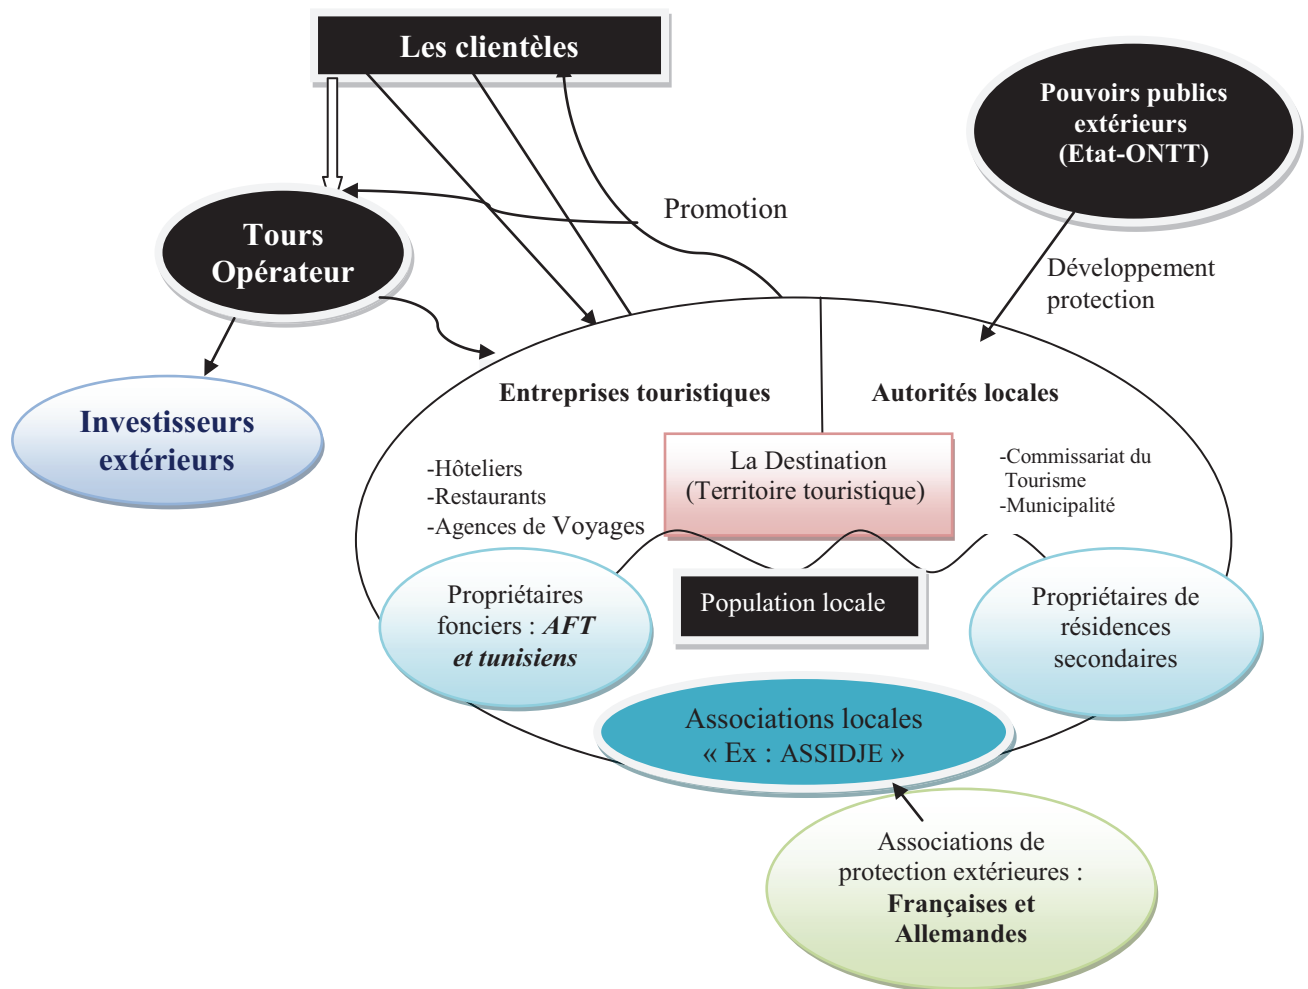 Les clientèles
Pouvoirs publics
extérieurs
(Etat-ONTT)
Promotion
Tours
Opérateur
Développement
protection
Investisseurs
extérieurs
Entreprises touristiques
Autorités locales
-Hôteliers
-Restaurants
-Agences de Voyages
La Destination
(Territoire touristique)
-Commissariat du
Tourisme
-Municipalité
Propriétaires
fonciers : AFT
et tunisiens
Population locale
Propriétaires de
résidences
secondaires
Associations locales
« Ex : ASSIDJE »
Associations de
protection extérieures :
Françaises et
Allemandes